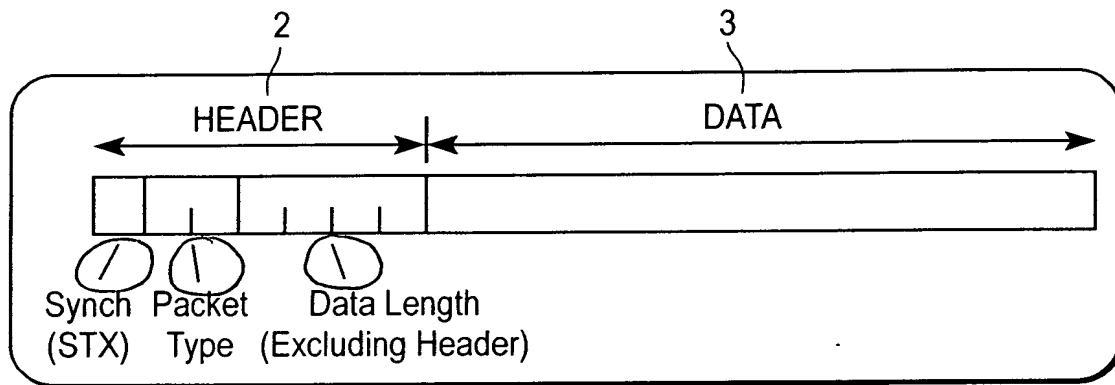 2 3
HEADER DATA
Synch Packet Data Length
(STX) Type (Excluding Header)